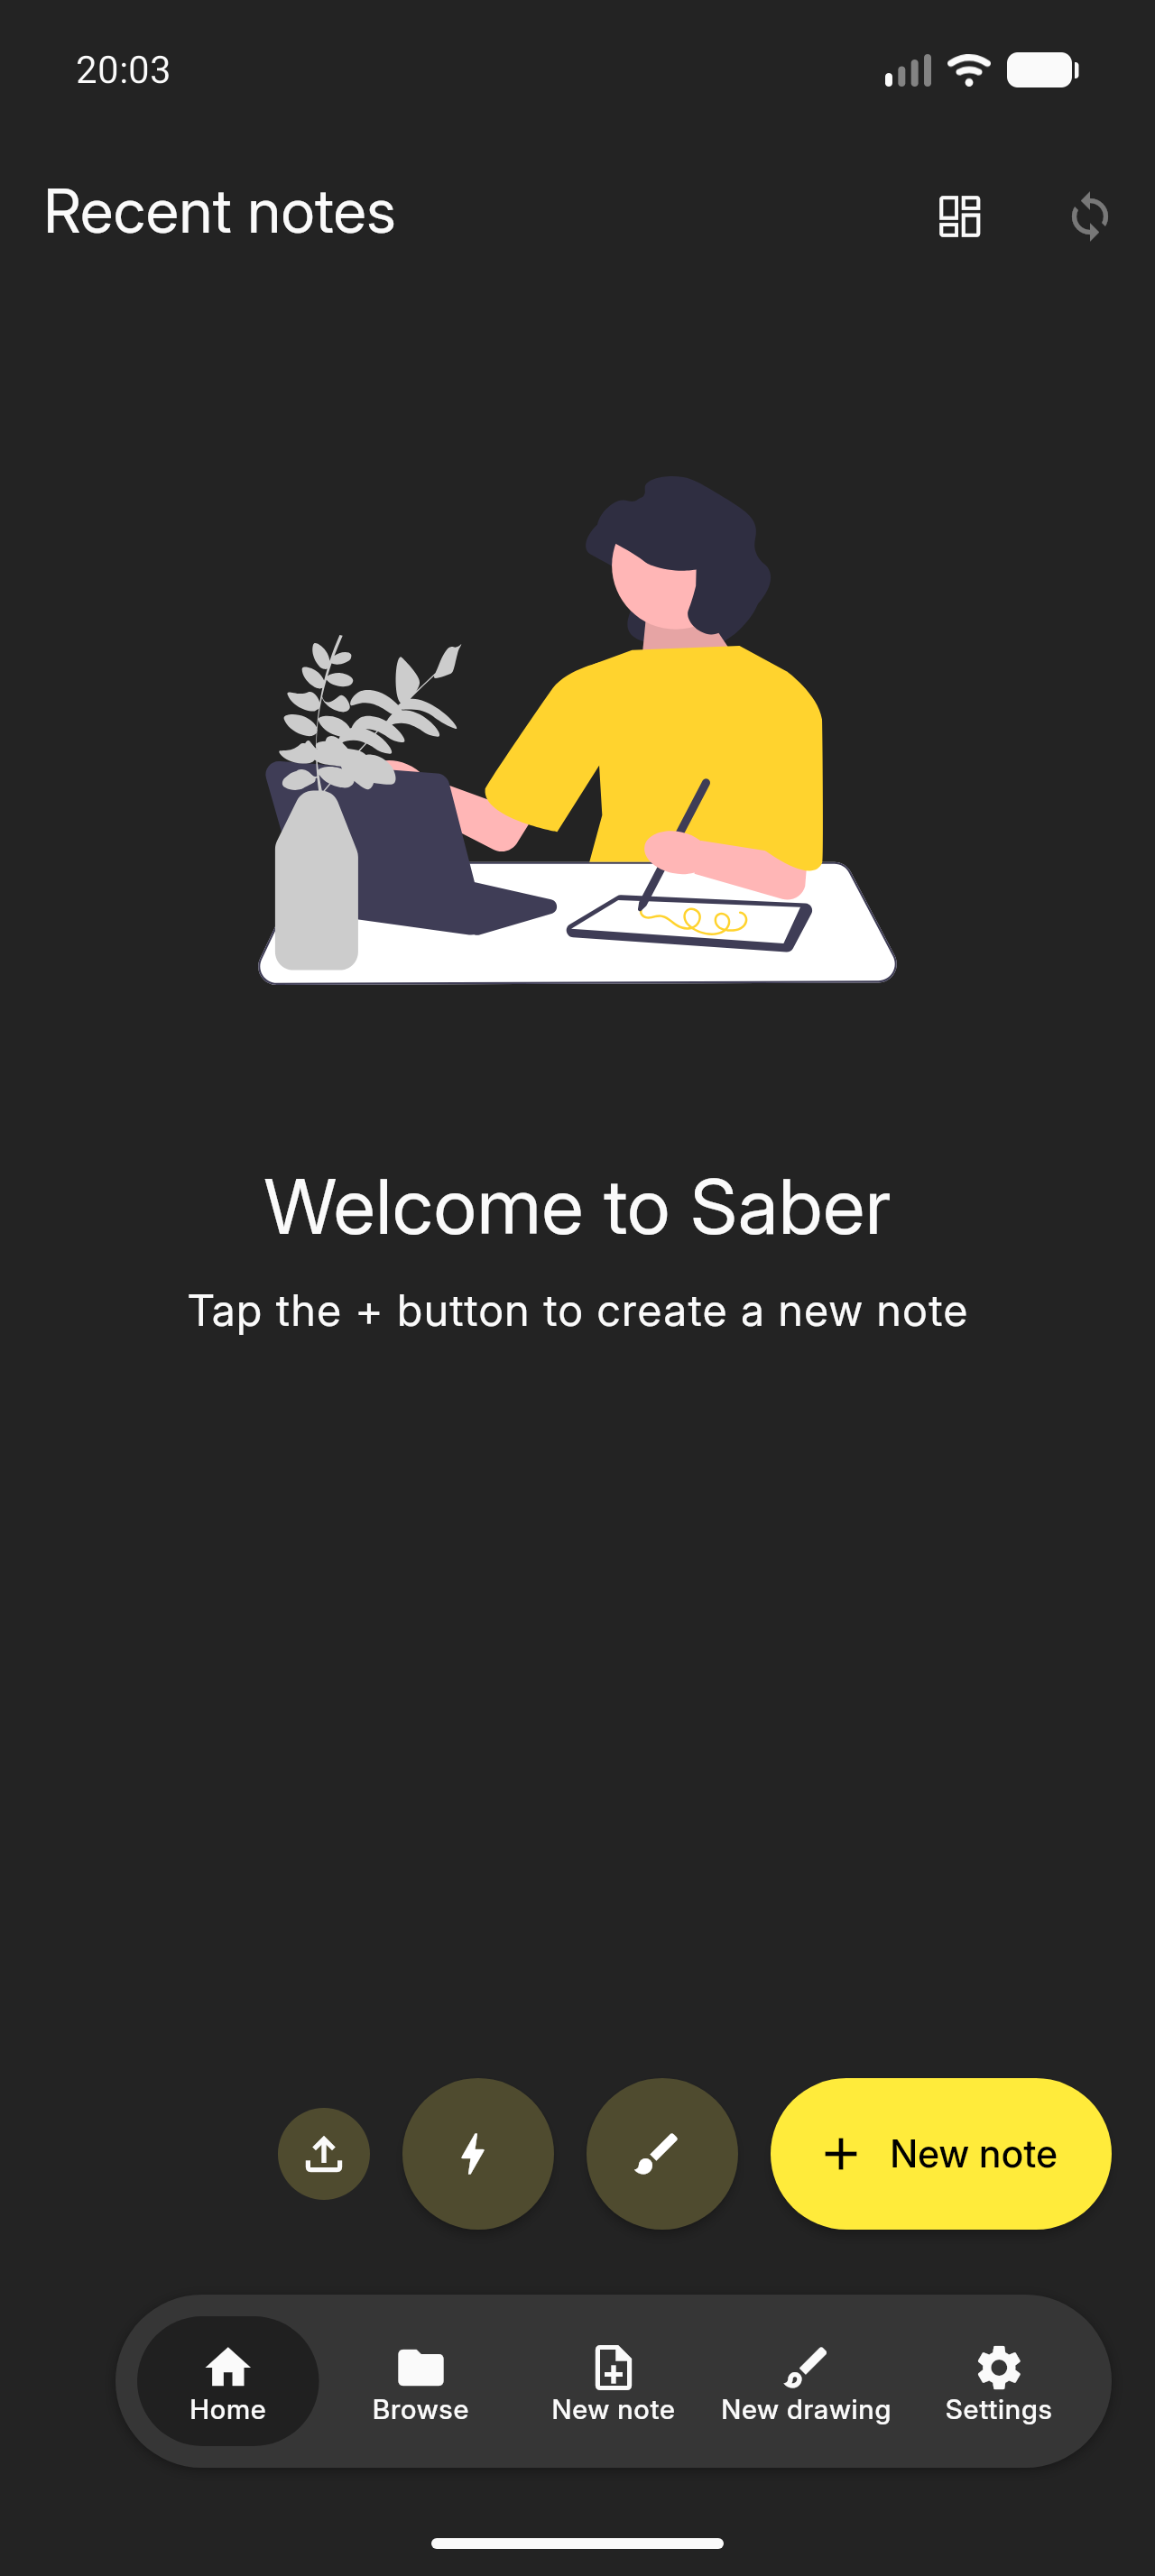 20:03
Recent notes
Welcome to Saber
Tap the + button to create a new note
New note
Home
Browse
New note
New drawing
Settings